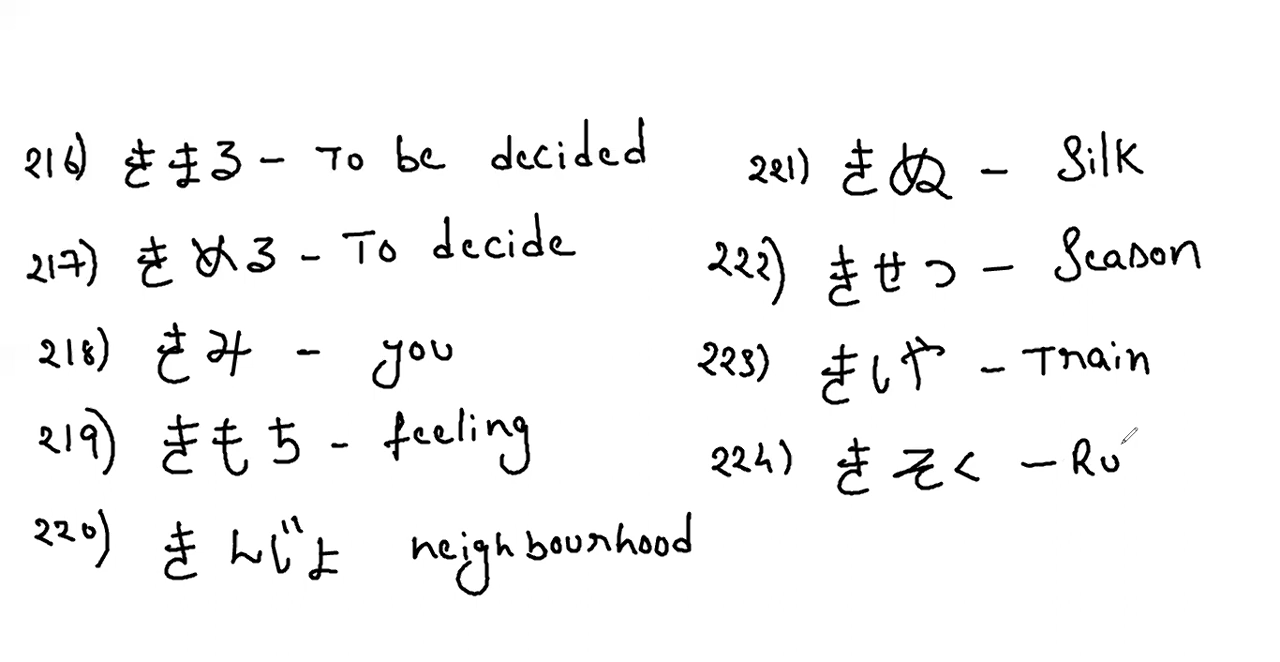 216) きまる - To be decided
217) きめる - To decide
218) きみ - you
219) きもち - feeling
220) きんじょ neighbourhood
221) きぬ - Silk
222) きせつ - Season
223) きしゃ - Train
224) きそく - Ru